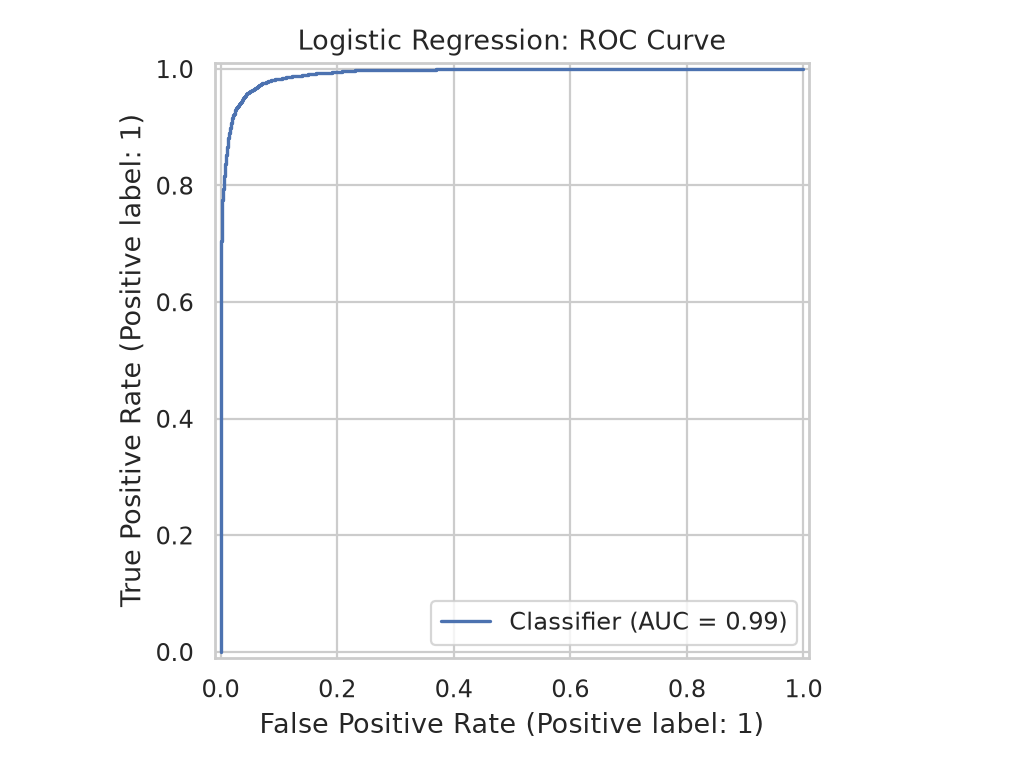 Logistic Regression: ROC Curve
True Positive Rate (Positive label: 1)
1.0
0.8
0.6
0.4
0.2
0.0
Classifier (AUC = 0.99)
0.0 0.2 0.4 0.6 0.8 1.0
False Positive Rate (Positive label: 1)